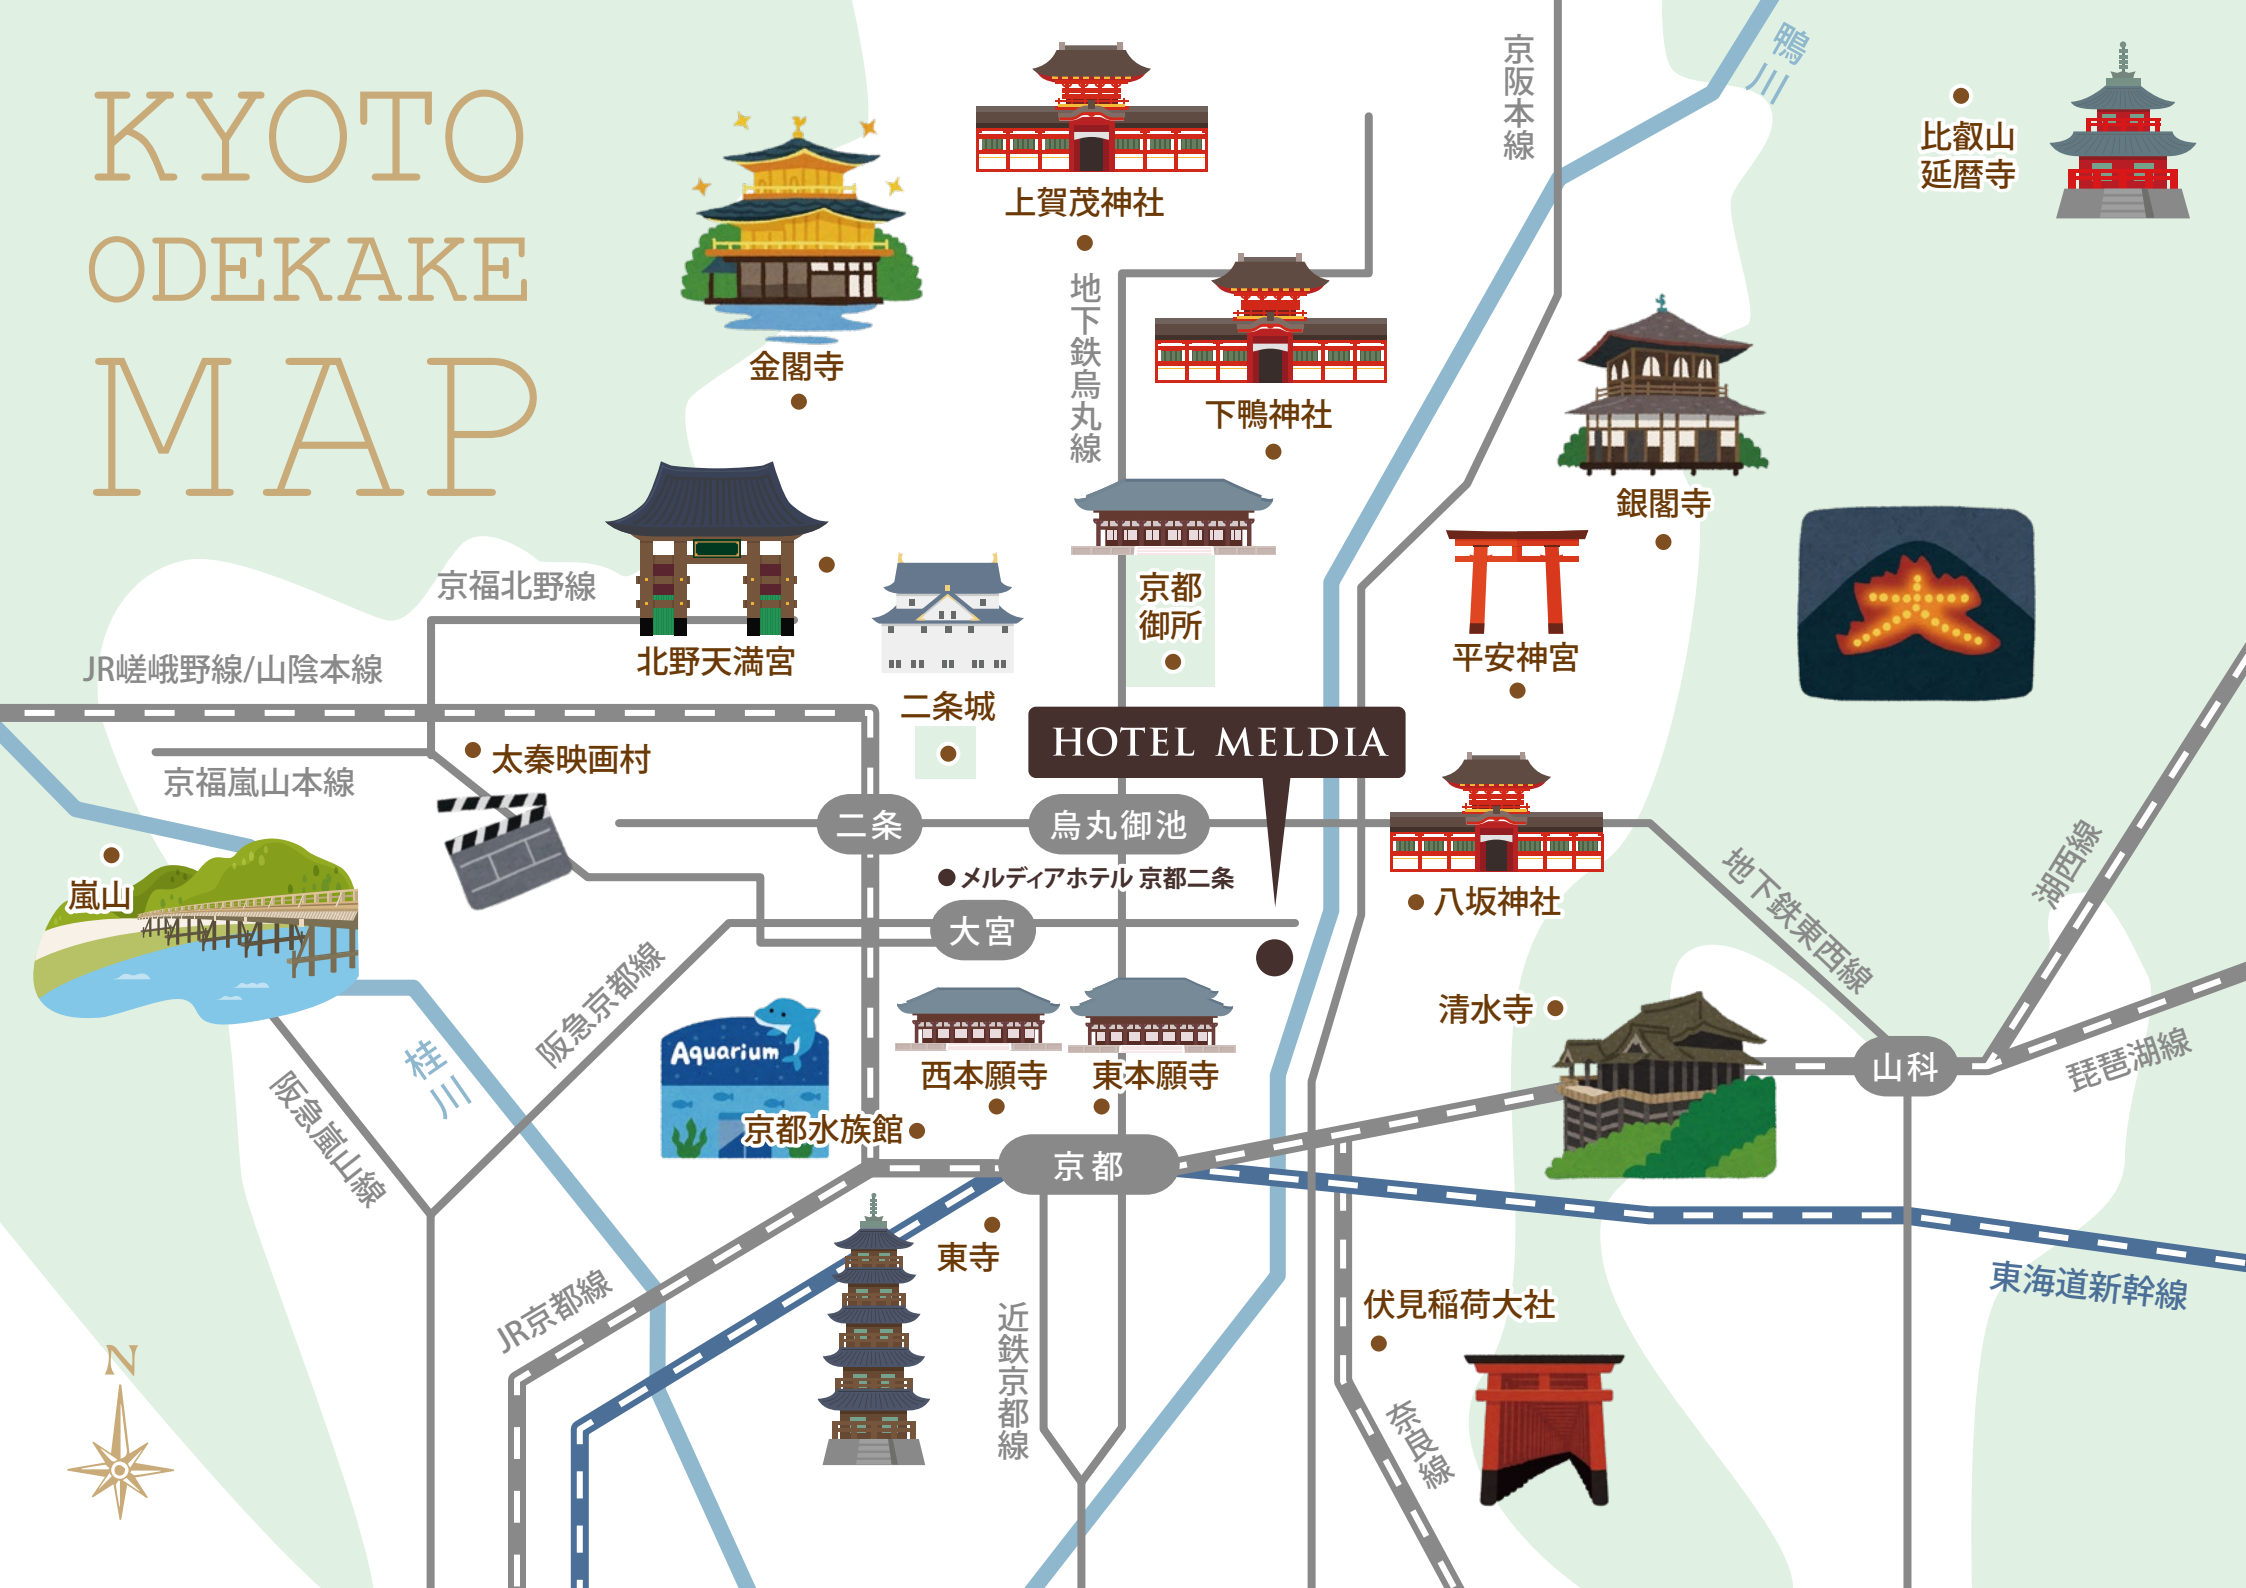 KYOTO
ODEKAKE
MAP
京阪本線
鴨川
比叡山
延暦寺
上賀茂神社
金閣寺
地下鉄烏丸線
下鴨神社
銀閣寺
京福北野線
京都
御所
北野天満宮
平安神宮
JR嵯峨野線/山陰本線
二条城
HOTEL MELDIA
太秦映画村
京福嵐山本線
二条
烏丸御池
メルディアホテル 京都二条
嵐山
八坂神社
地下鉄東西線
湖西線
大宮
阪急京都線
清水寺
Aquarium
西本願寺
東本願寺
山科
琵琶湖線
桂川
阪急嵐山線
京都水族館
京都
東寺
東海道新幹線
JR京都線
伏見稲荷大社
近鉄京都線
奈良線
N